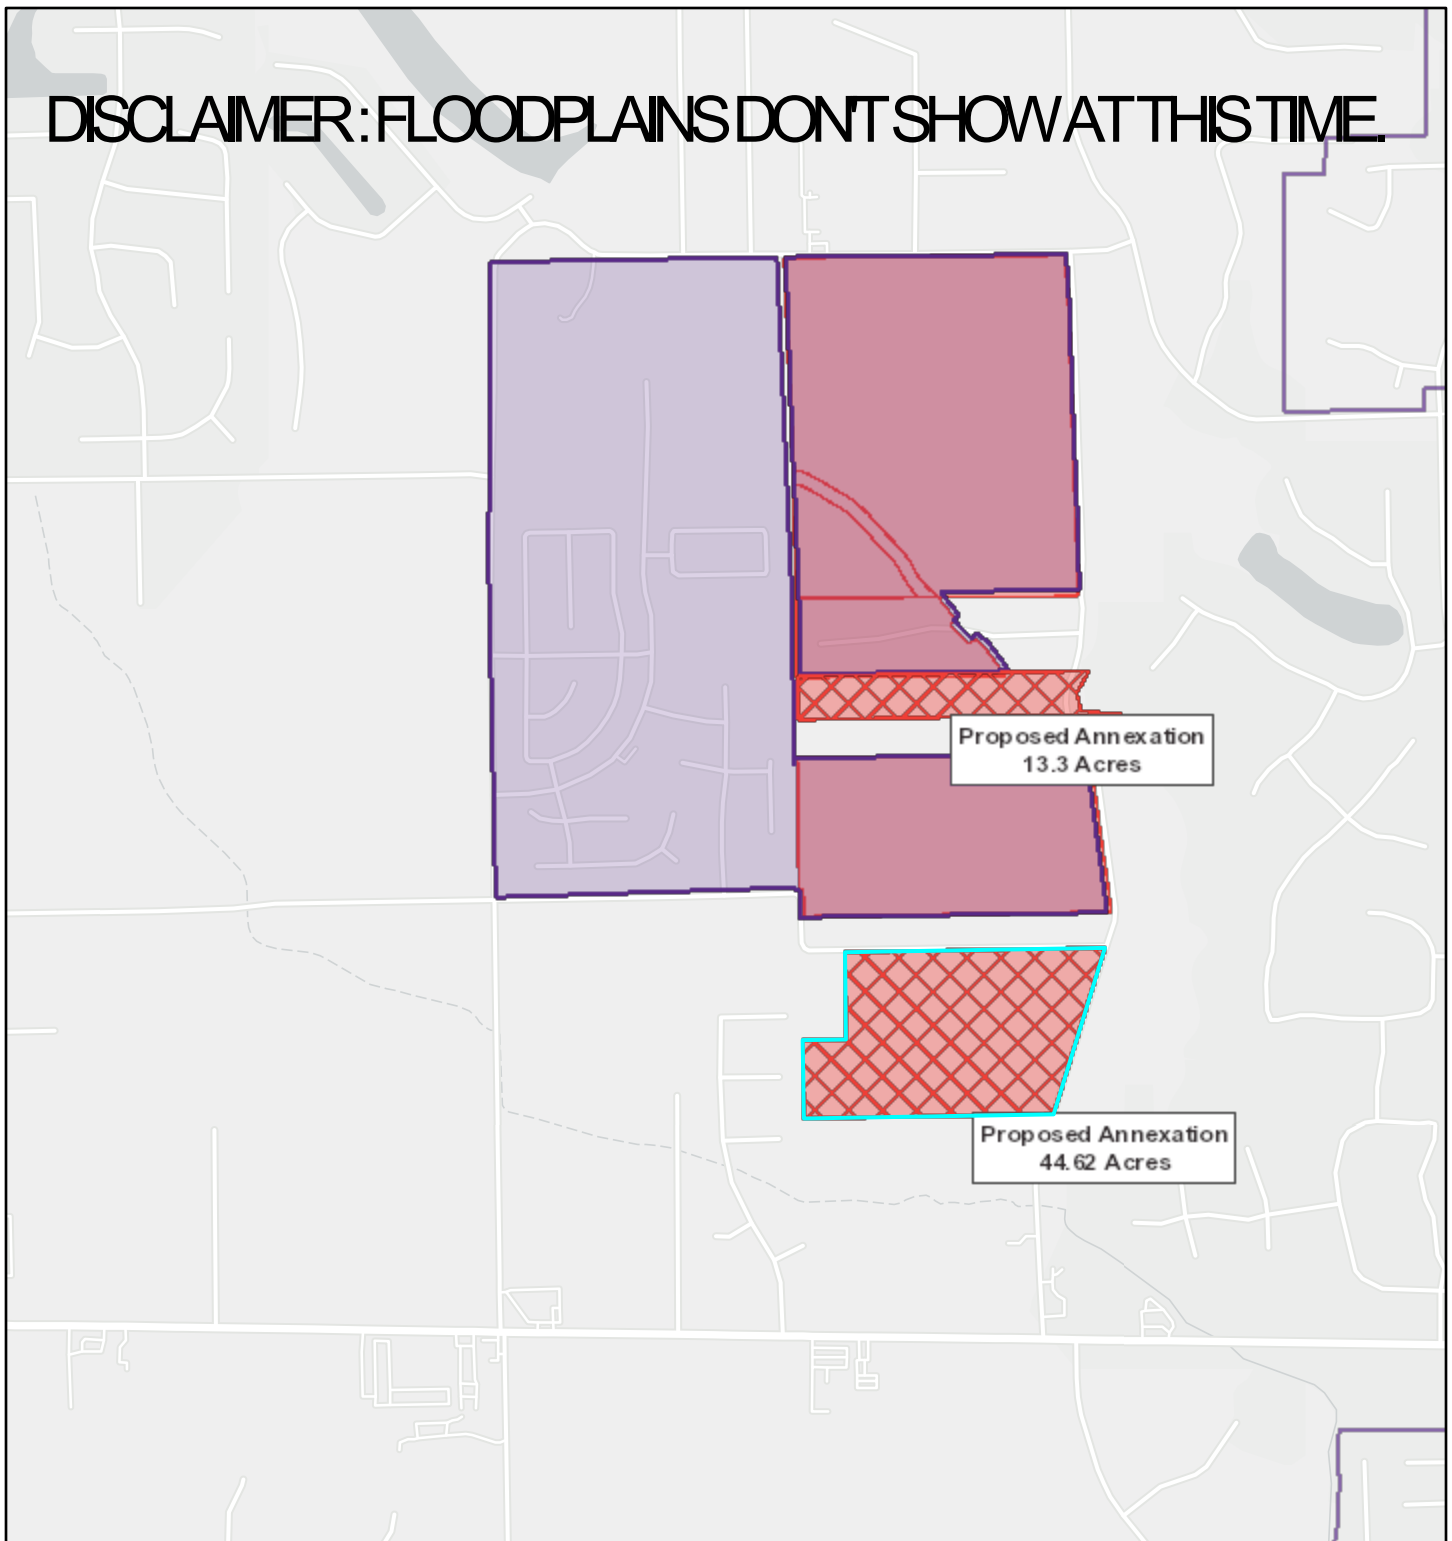 DISCLAIMER: FLOODPLAINS DON'T SHOW AT THIS TIME.
Proposed Annexation
13.3 Acres
Proposed Annexation
44.62 Acres